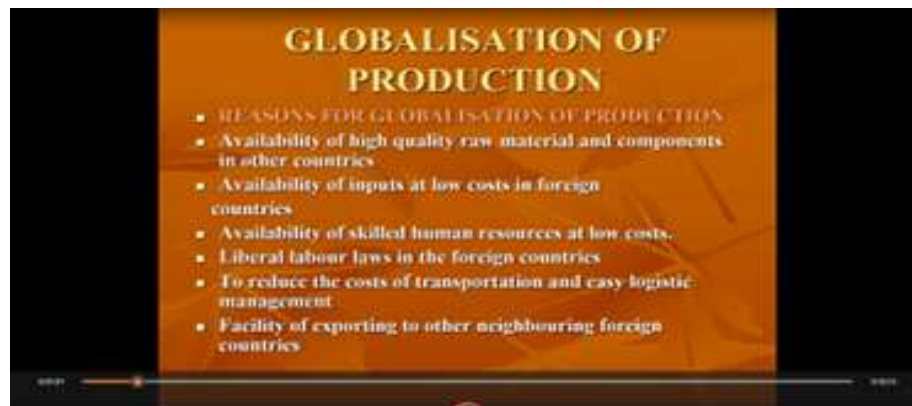 GLOBALISATION OF
PRODUCTION
REASONS FOR GLOBALISATION OF PRODUCTION
Availability of high quality raw material and components
in other countries
Availability of inputs at low costs in foreign
countries
Availability of skilled human resources at low costs.
Liberal labour laws in the foreign countries
To reduce the costs of transportation and easy logistic
management
Facility of exporting to other neighbouring foreign
countries